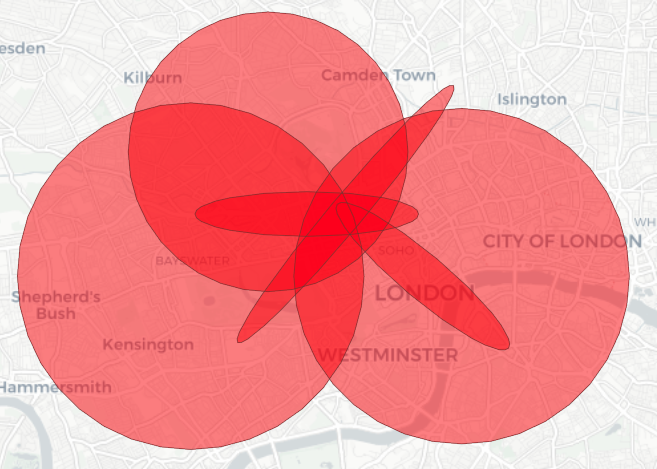 esden
Kilburn
Camden Town
Islington
WH
CITY OF LONDON
SOHO
BAYSWATER
LONDON
Shepherd's
Bush
Kensington
WESTMINSTER
Hammersmith